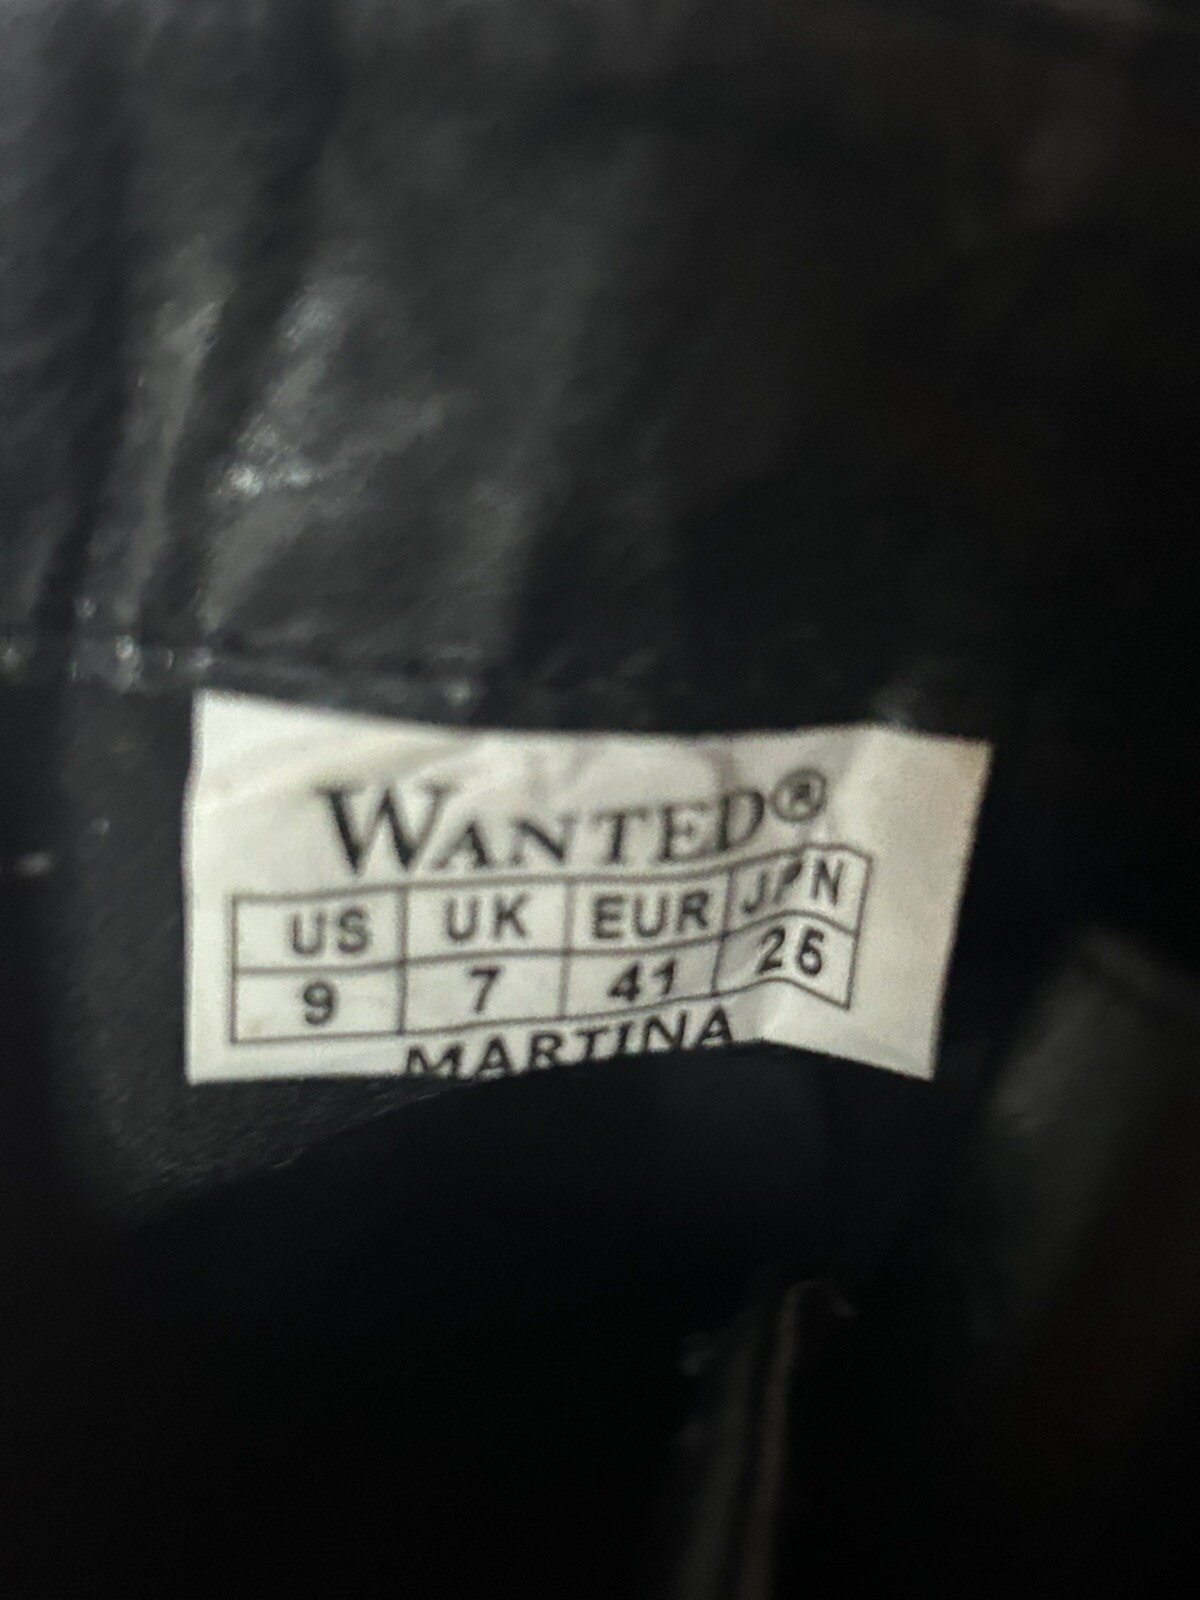 WANTED®
US UK EUR JPN
9 7 41 26
MARTINA